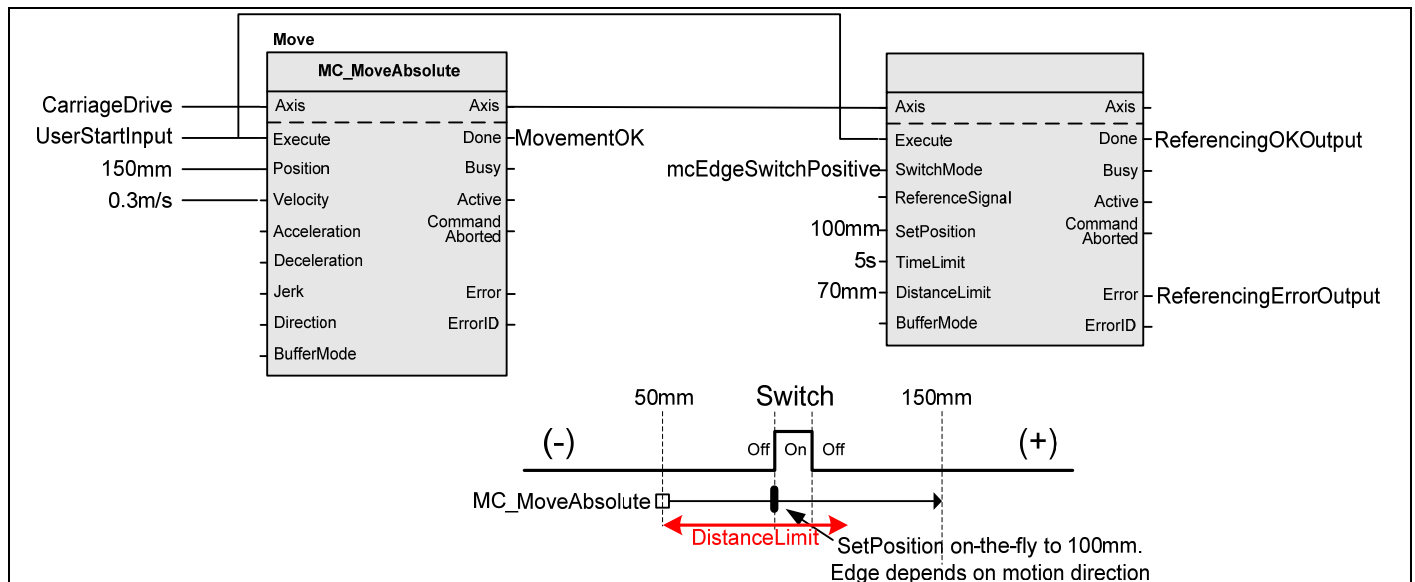 Move
MC_MoveAbsolute
CarriageDrive
Axis
Axis
UserStartInput
Execute
Done
MovementOK
150mm
Position
Busy
0.3m/s
Velocity
Active
Acceleration
Command
Aborted
Deceleration
Jerk
Error
Direction
ErrorID
BufferMode
Axis
Axis
Execute
Done
ReferencingOKOutput
mcEdgeSwitchPositive
SwitchMode
Busy
ReferenceSignal
Active
100mm
SetPosition
Command
Aborted
5s
TimeLimit
70mm
DistanceLimit
Error
ReferencingErrorOutput
BufferMode
ErrorID
50mm
Switch
150mm
(-)
Off
On
Off
(+)
MC_MoveAbsolute
DistanceLimit
SetPosition on-the-fly to 100mm.
Edge depends on motion direction